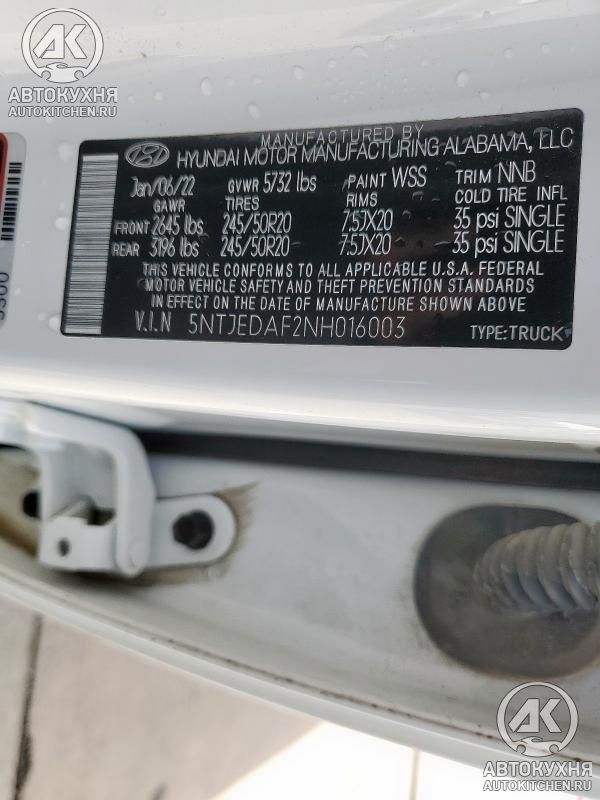 АК
АВТОКУХНЯ
AUTOKITCHEN.RU
MANUFACTURED BY
HYUNDAI MOTOR MANUFACTURING ALABAMA, LLC
Jan/06/22 GVWR 5732 lbs PAINT WSS TRIM NNB
GAWR TIRES RIMS COLD TIRE INFL
FRONT 2645 lbs 245/50R20 7.5JX20 35 psi SINGLE
REAR 3196 lbs 245/50R20 7.5JX20 35 psi SINGLE
THIS VEHICLE CONFORMS TO ALL APPLICABLE U.S.A. FEDERAL
MOTOR VEHICLE SAFETY AND THEFT PREVENTION STANDARDS
IN EFFECT ON THE DATE OF MANUFACTURE SHOWN ABOVE.
V.I.N 5NTJEDAF2NH016003 TYPE:TRUCK
АК
АВТОКУХНЯ
AUTOKITCHEN.RU